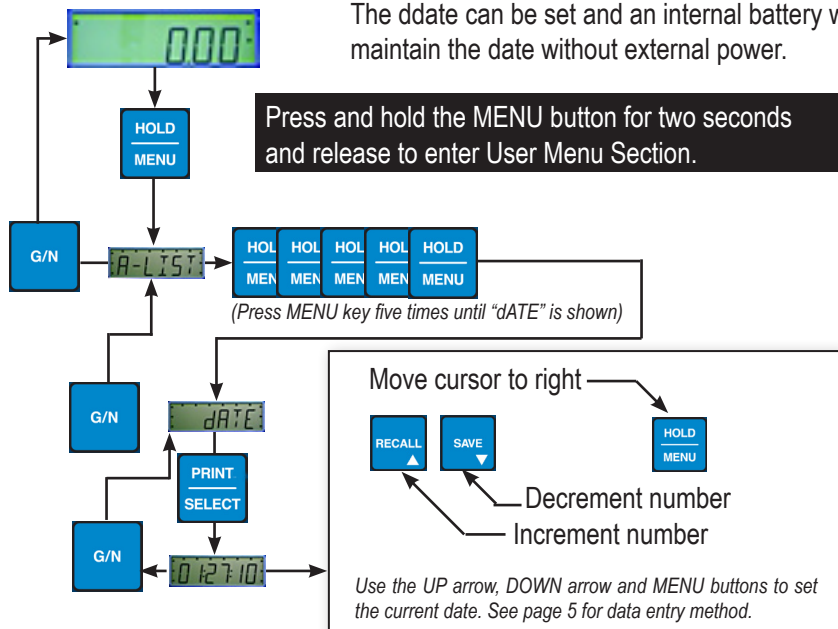 The ddate can be set and an internal battery w
maintain the date without external power.
0.00
HOLD
MENU
Press and hold the MENU button for two seconds
and release to enter User Menu Section.
G/N
A-LIST
HOL HOL HOL HOL HOLD
MEN MEN MEN MEN MENU
(Press MENU key five times until “dATE” is shown)
G/N
dATE
PRINT
SELECT
G/N
01:27:10
Move cursor to right
RECALL
SAVE
HOLD
MENU
Decrement number
Increment number
Use the UP arrow, DOWN arrow and MENU buttons to set
the current date. See page 5 for data entry method.